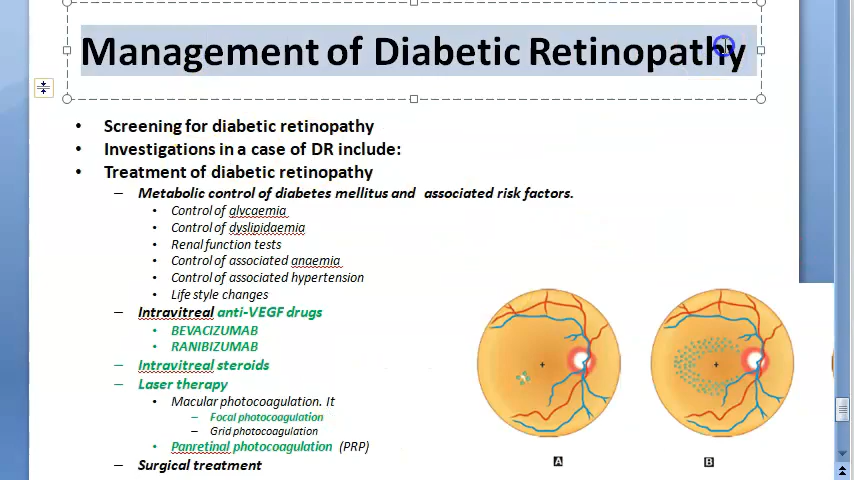 Management of Diabetic Retinopathy
• Screening for diabetic retinopathy
• Investigations in a case of DR include:
• Treatment of diabetic retinopathy
– Metabolic control of diabetes mellitus and associated risk factors.
• Control of glycaemia
• Control of dyslipidaemia
• Renal function tests
• Control of associated anaemia
• Control of associated hypertension
• Life style changes
– Intravitreal anti-VEGF drugs
• BEVACIZUMAB
• RANIBIZUMAB
– Intravitreal steroids
– Laser therapy
• Macular photocoagulation. It
– Focal photocoagulation
– Grid photocoagulation
• Panretinal photocoagulation (PRP)
– Surgical treatment
A
B